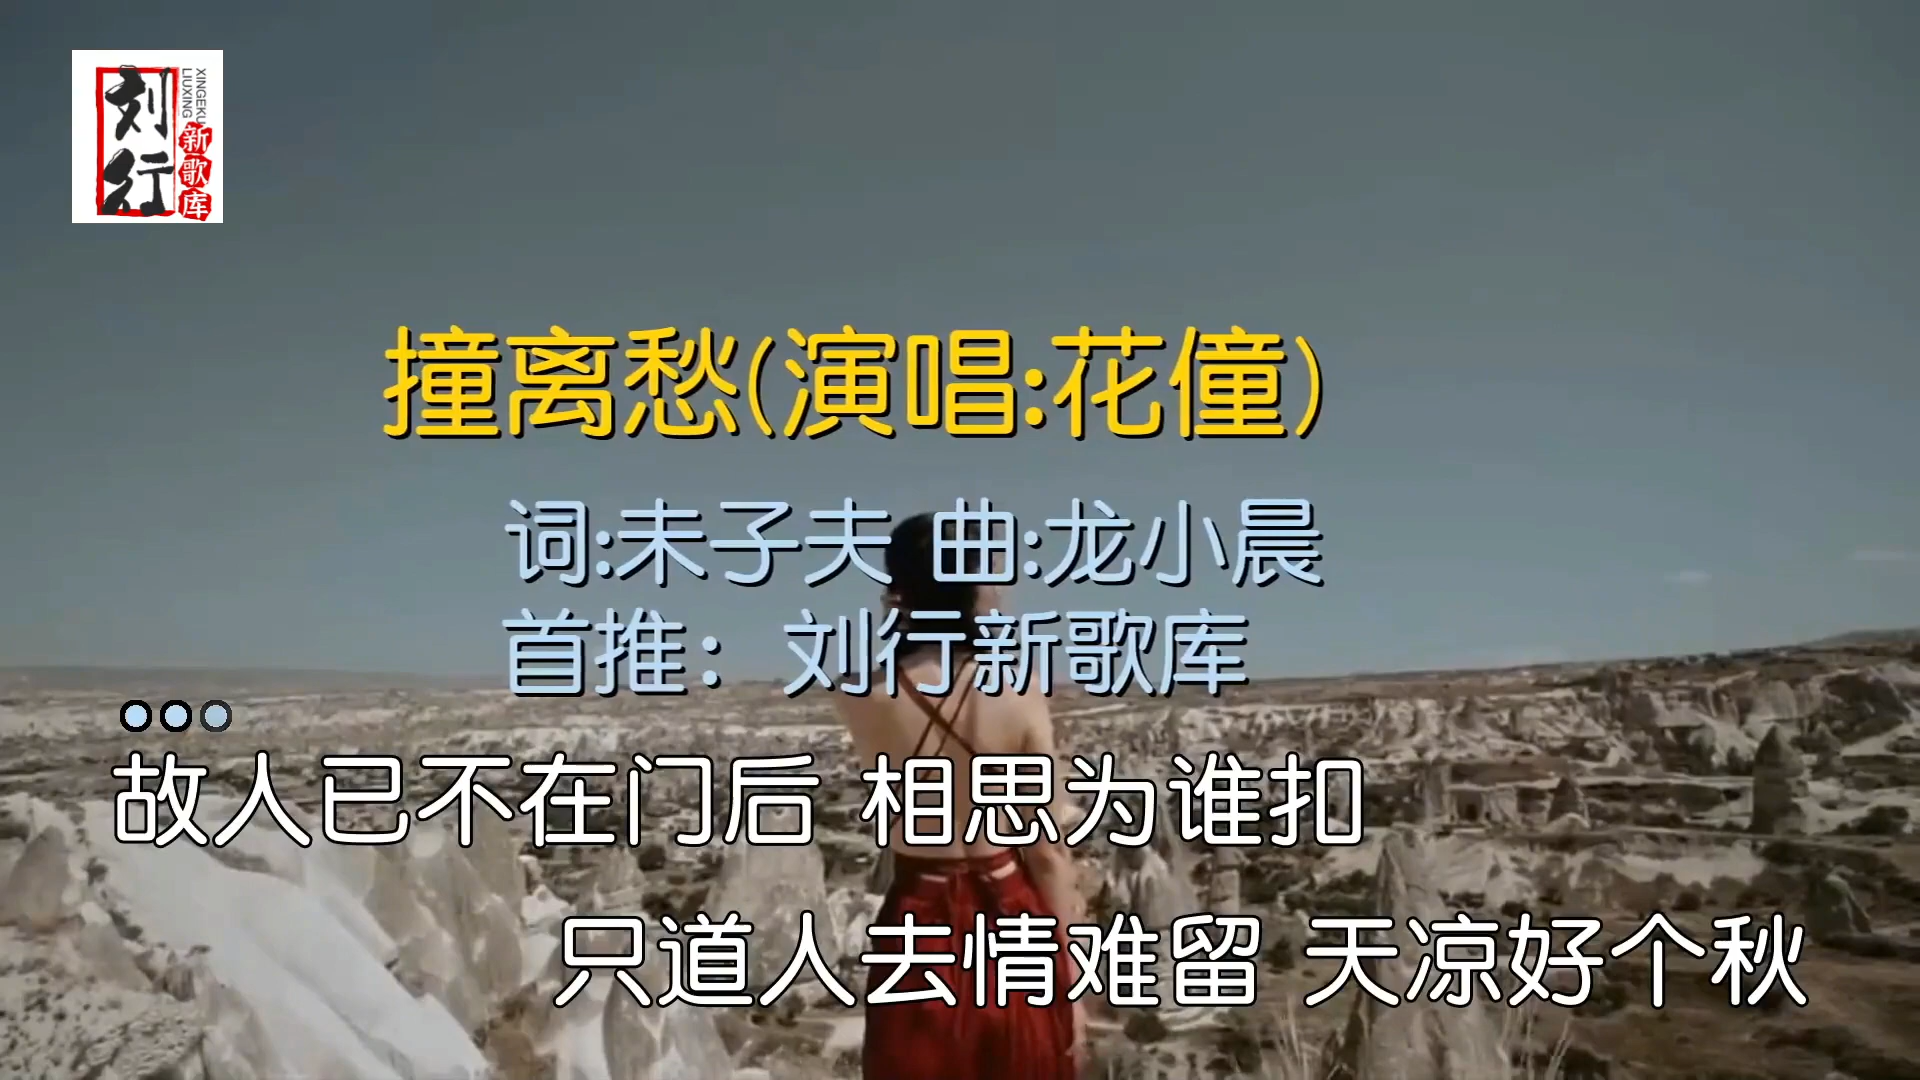 刘行
XINGEKU
LIUXING
新歌库
撞离愁(演唱:花僮)
词:未子夫 曲:龙小晨
首推：刘行新歌库
故人已不在门后 相思为谁扣
只道人去情难留 天凉好个秋